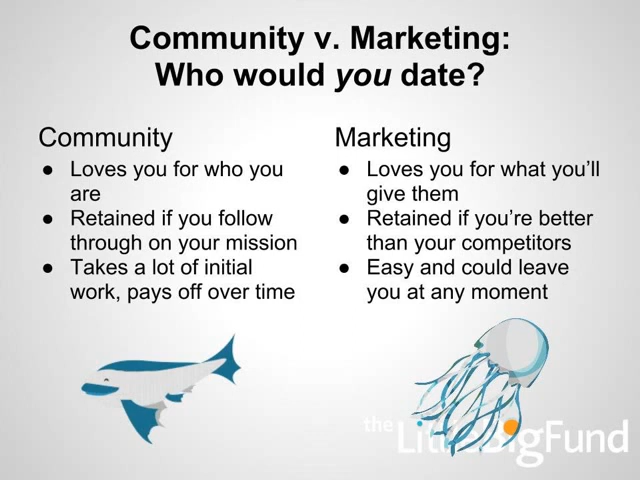 Community v. Marketing:
Who would you date?
Community
● Loves you for who you
are
● Retained if you follow
through on your mission
● Takes a lot of initial
work, pays off over time
Marketing
● Loves you for what you’ll
give them
● Retained if you’re better
than your competitors
● Easy and could leave
you at any moment
the
LittleBigFund